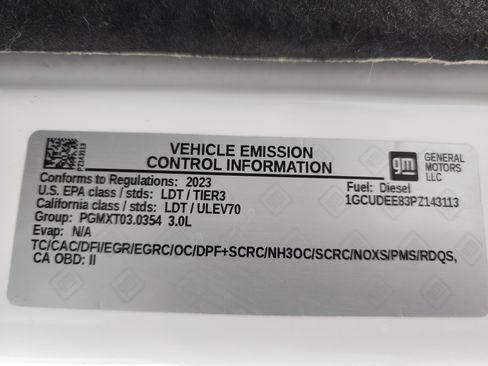 VEHICLE EMISSION
CONTROL INFORMATION
gm GENERAL
MOTORS
LLC
PZ143113
Conforms to Regulations: 2023
U.S. EPA class / stds: LDT / TIER3
California class / stds: LDT / ULEV70
Group: PGMXT03.0354 3.0L
Evap: N/A
Fuel: Diesel
1GCUDEE83PZ143113
TC/CAC/DFI/EGR/EGRC/OC/DPF+SCRC/NH3OC/SCRC/NOXS/PMS/RDQS,
CA OBD: II